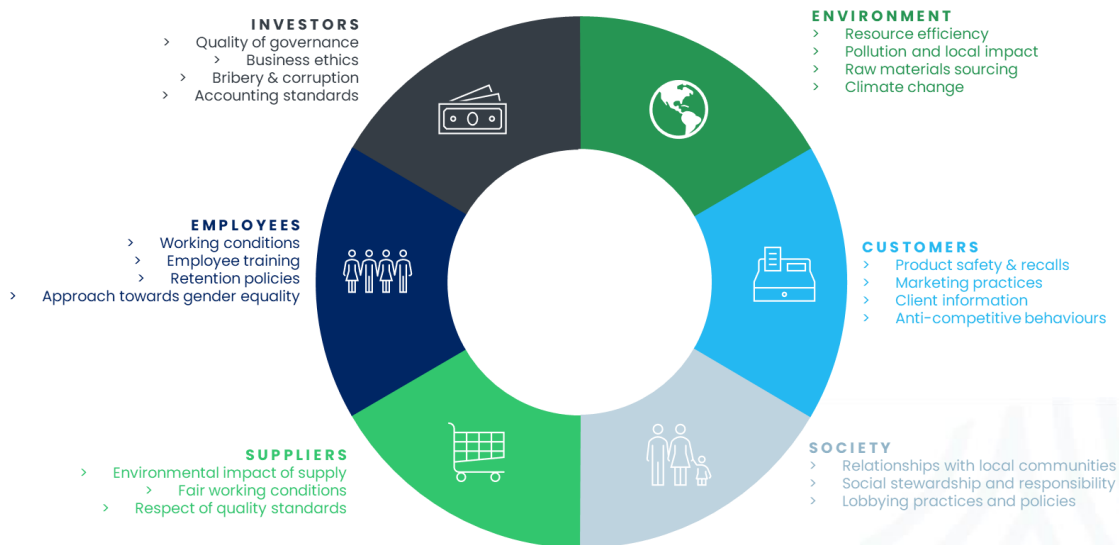 INVESTORS
> Quality of governance
> Business ethics
> Bribery & corruption
> Accounting standards
ENVIRONMENT
> Resource efficiency
> Pollution and local impact
> Raw materials sourcing
> Climate change
EMPLOYEES
> Working conditions
> Employee training
> Retention policies
> Approach towards gender equality
CUSTOMERS
> Product safety & recalls
> Marketing practices
> Client information
> Anti-competitive behaviours
SUPPLIERS
> Environmental impact of supply
> Fair working conditions
> Respect of quality standards
SOCIETY
> Relationships with local communities
> Social stewardship and responsibility
> Lobbying practices and policies